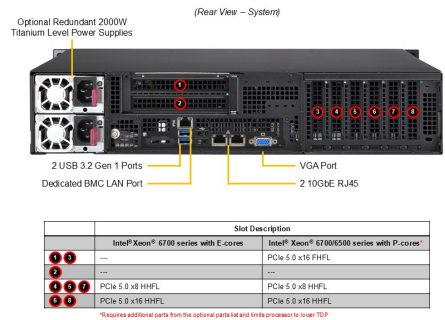 (Rear View – System)
Optional Redundant 2000W
Titanium Level Power Supplies
1
2
3 4 5 6 7 8
2 USB 3.2 Gen 1 Ports
VGA Port
Dedicated BMC LAN Port
2 10GbE RJ45
Slot Description
Intel® Xeon® 6700 series with E-cores Intel® Xeon® 6700/6500 series with P-cores*
1 3 --- PCIe 5.0 x16 FHFL
2 --- ---
4 5 7 PCIe 5.0 x8 HHFL PCIe 5.0 x8 HHFL
6 8 PCIe 5.0 x16 HHFL PCIe 5.0 x16 HHFL
*Requires additional parts from the optional parts list and limits processor to lower TDP